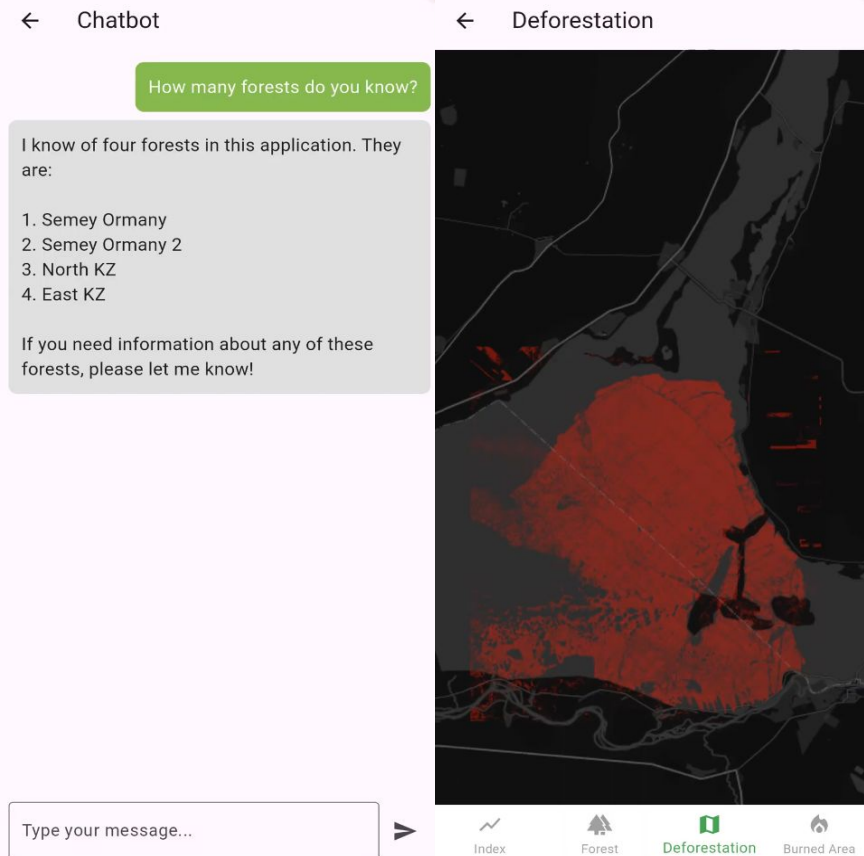 Chatbot
How many forests do you know?
I know of four forests in this application. They
are:
1. Semey Ormany
2. Semey Ormany 2
3. North KZ
4. East KZ
If you need information about any of these
forests, please let me know!
Type your message...
Deforestation
Index
Forest
Deforestation
Burned Area